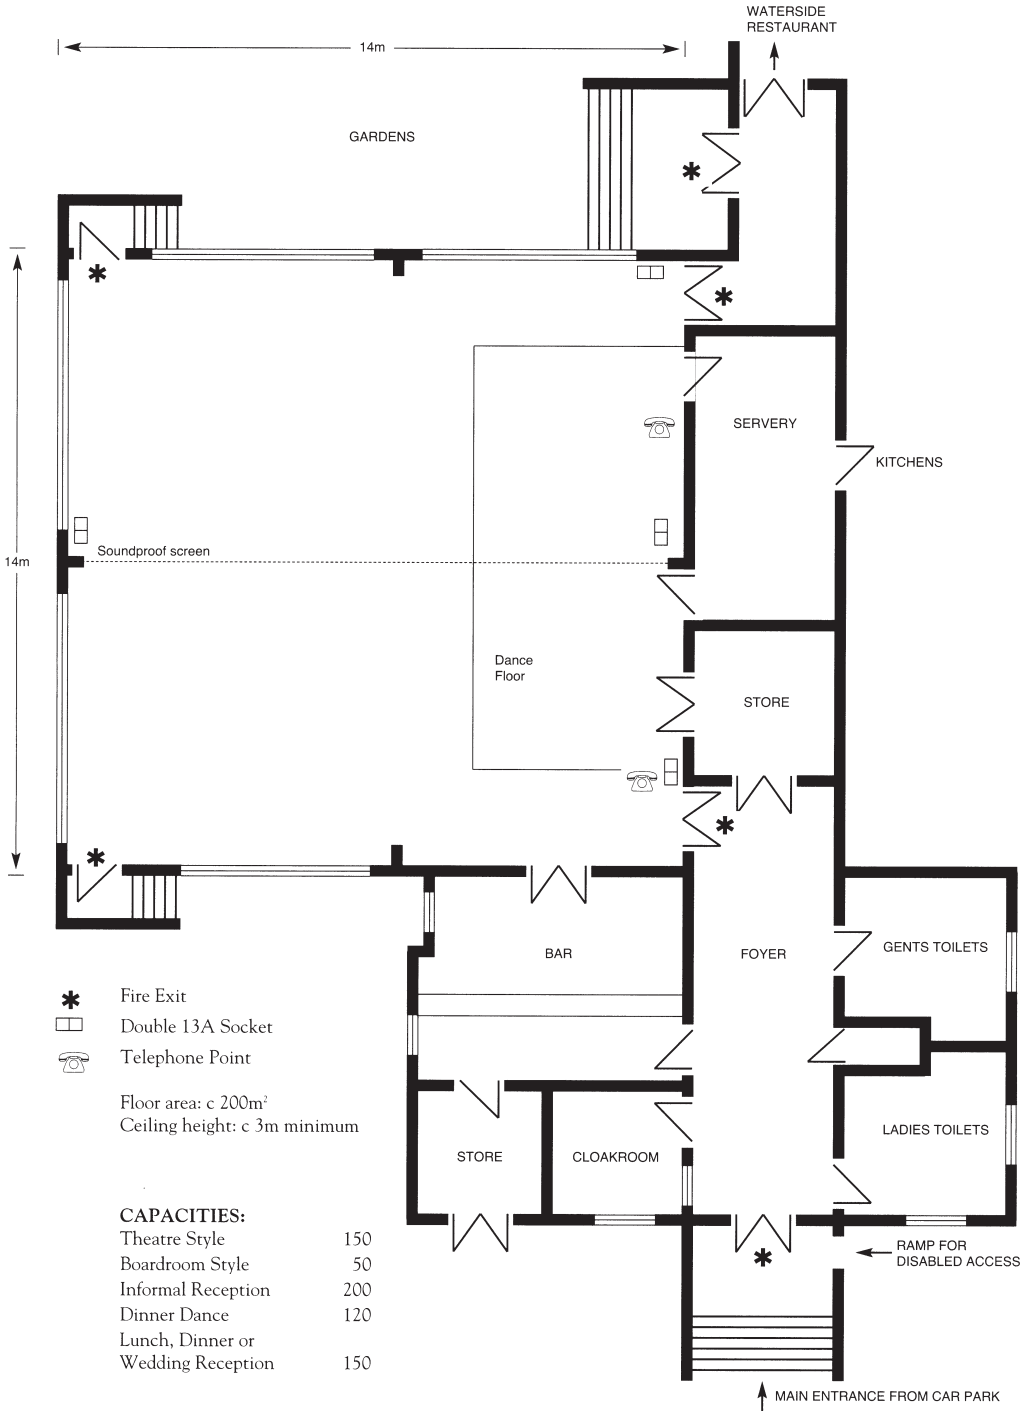 WATERSIDE
RESTAURANT
14m
GARDENS
SERVERY
KITCHENS
14m
Soundproof screen
Dance
Floor
STORE
BAR
FOYER
GENTS TOILETS
Fire Exit
Double 13A Socket
Telephone Point
Floor area: c 200m²
Ceiling height: c 3m minimum
STORE
CLOAKROOM
LADIES TOILETS
CAPACITIES:
Theatre Style 150
Boardroom Style 50
Informal Reception 200
Dinner Dance 120
Lunch, Dinner or
Wedding Reception 150
RAMP FOR
DISABLED ACCESS
MAIN ENTRANCE FROM CAR PARK